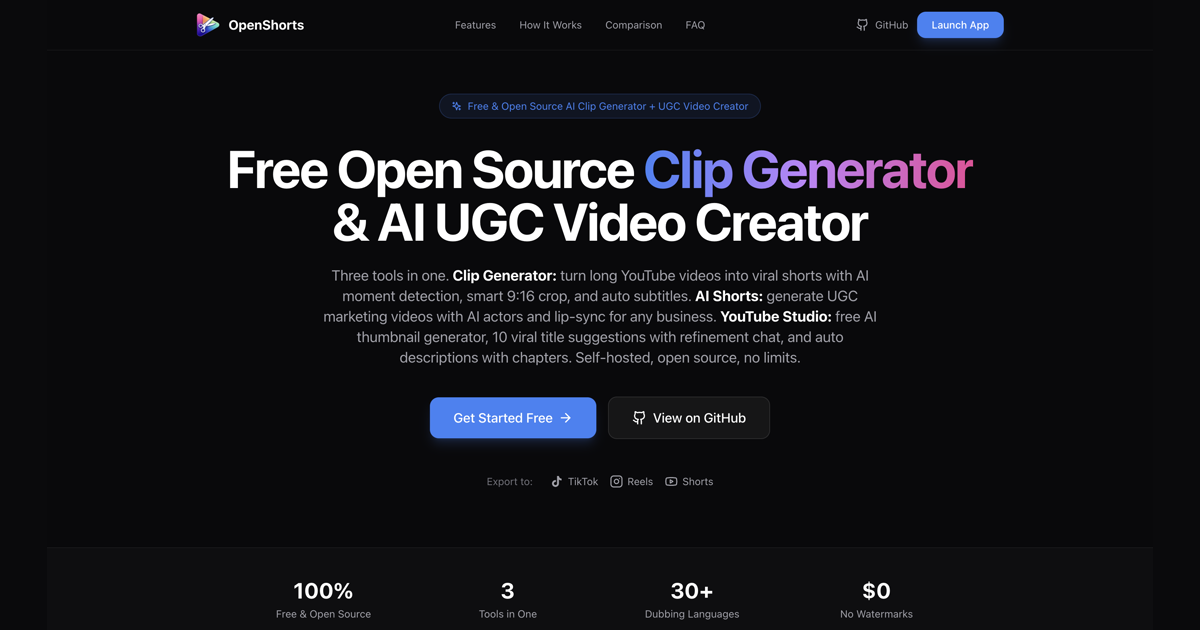 OpenShorts
Features
How It Works
Comparison
FAQ
GitHub
Launch App
Free & Open Source AI Clip Generator + UGC Video Creator
Free Open Source Clip Generator
& AI UGC Video Creator
Three tools in one. Clip Generator: turn long YouTube videos into viral shorts with AI
moment detection, smart 9:16 crop, and auto subtitles. AI Shorts: generate UGC
marketing videos with AI actors and lip-sync for any business. YouTube Studio: free AI
thumbnail generator, 10 viral title suggestions with refinement chat, and auto
descriptions with chapters. Self-hosted, open source, no limits.
Get Started Free →
View on GitHub
Export to:
TikTok
Reels
Shorts
100%
Free & Open Source
3
Tools in One
30+
Dubbing Languages
$0
No Watermarks